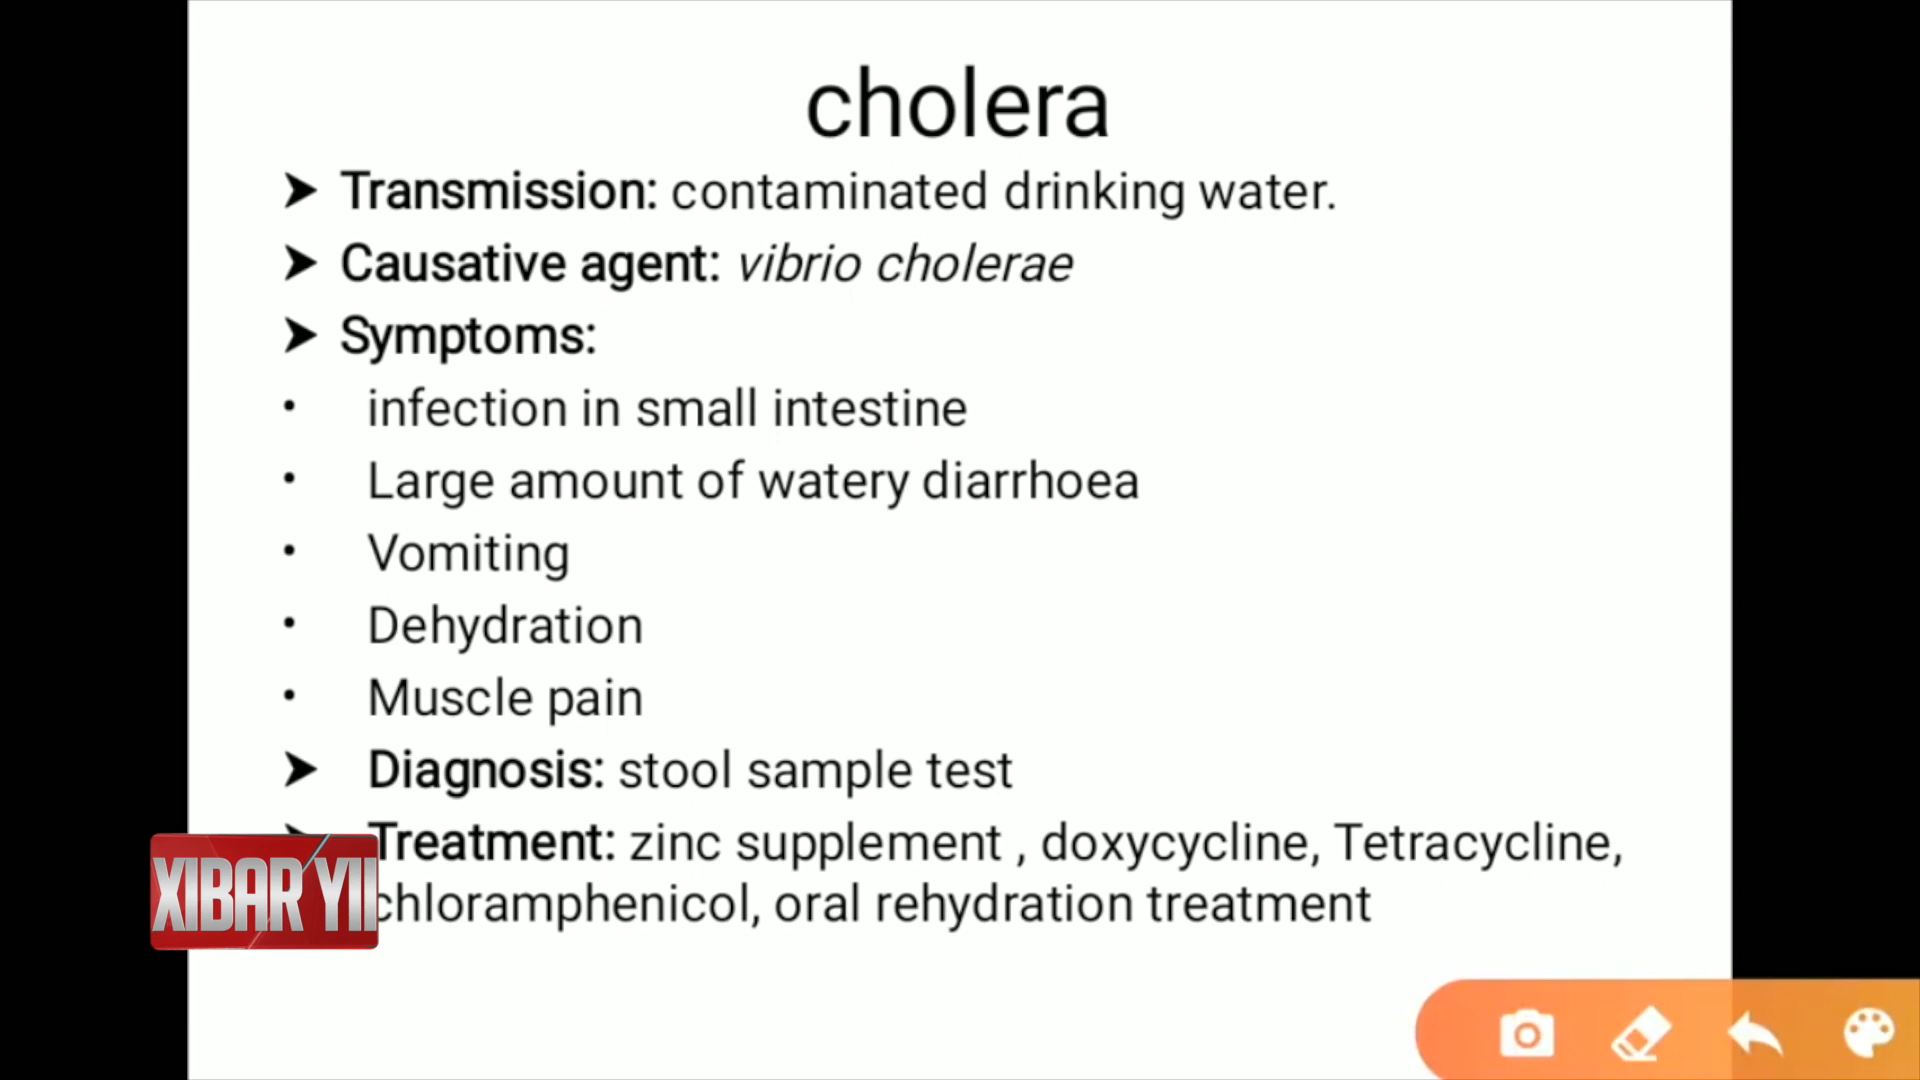 cholera
➤ Transmission: contaminated drinking water.
➤ Causative agent: vibrio cholerae
➤ Symptoms:
• infection in small intestine
• Large amount of watery diarrhoea
• Vomiting
• Dehydration
• Muscle pain
➤ Diagnosis: stool sample test
➤ Treatment: zinc supplement , doxycycline, Tetracycline,
chloramphenicol, oral rehydration treatment
XIBAR YII